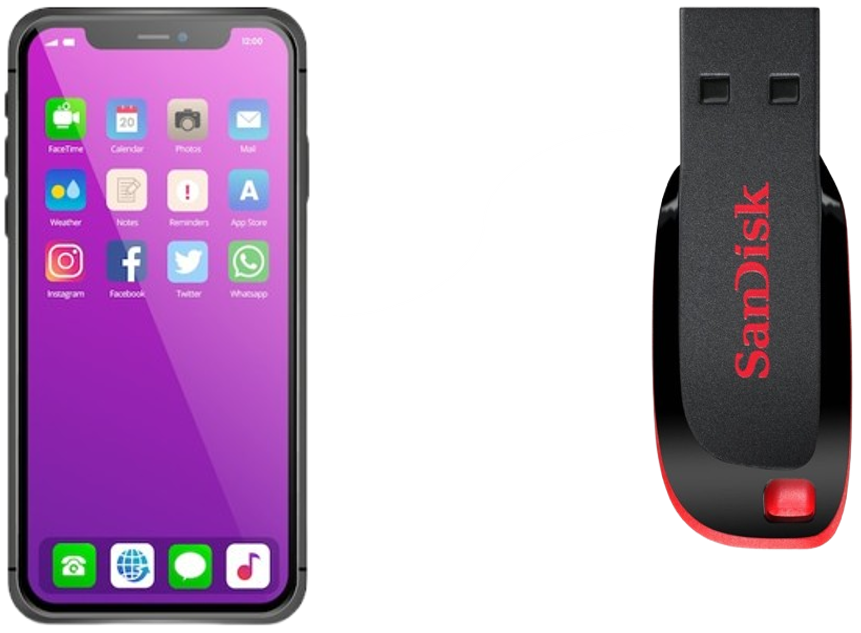 12:00
20
FaceTime Calendar Photos Mail
Weather Notes Reminders App Store
Instagram Facebook Twitter Whatsapp
SanDisk